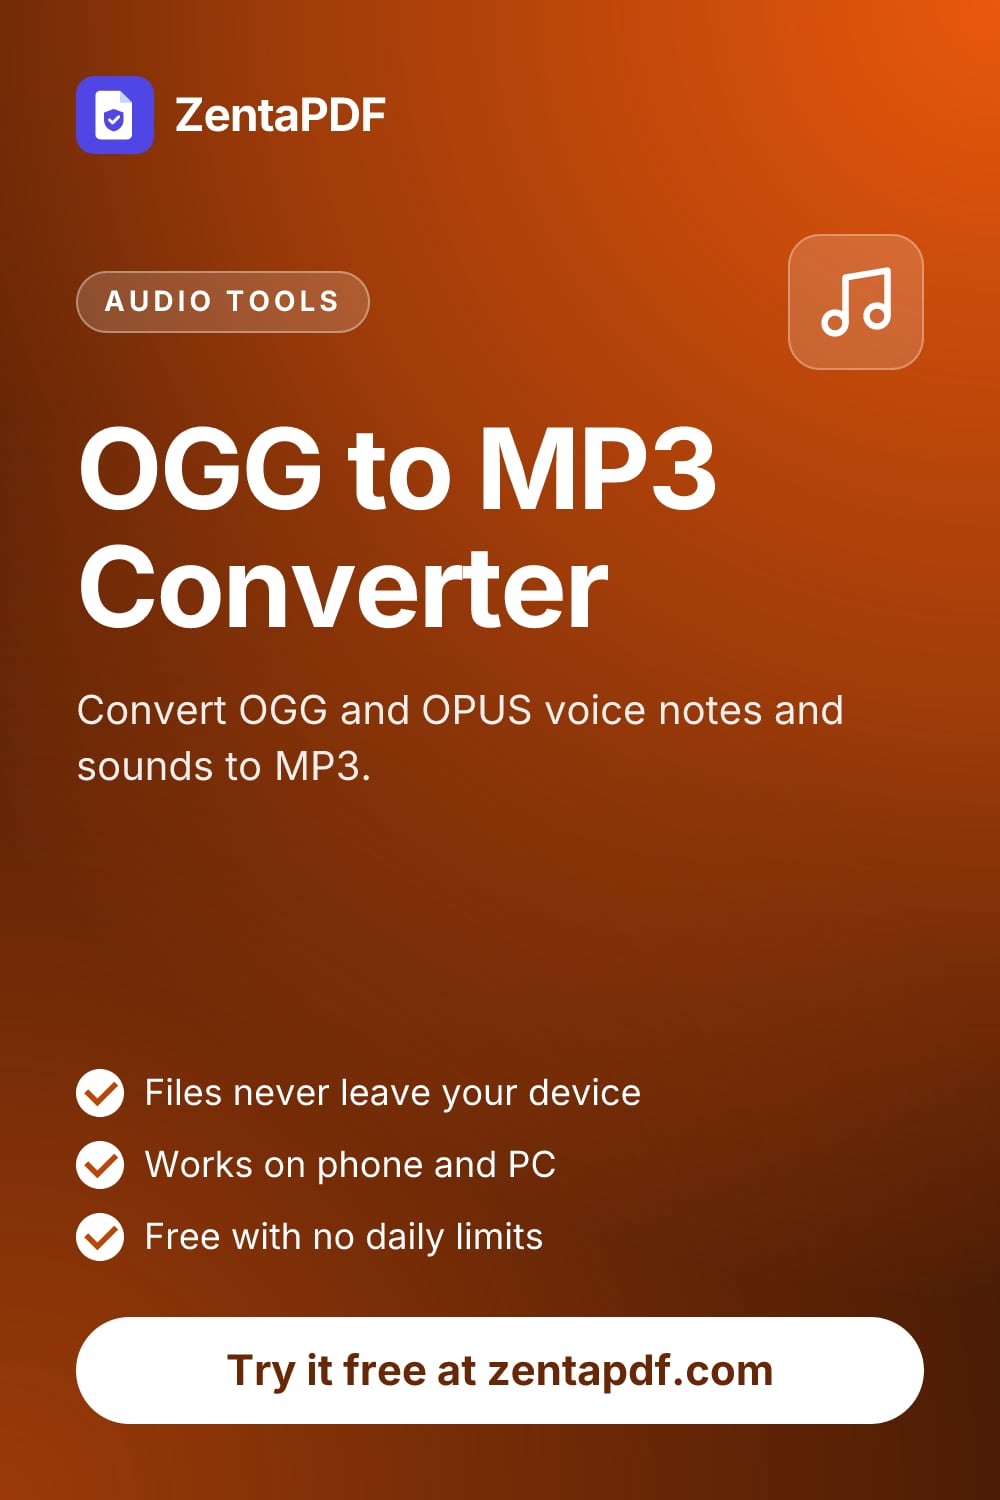 ZentaPDF
AUDIO TOOLS
OGG to MP3
Converter
Convert OGG and OPUS voice notes and
sounds to MP3.
Files never leave your device
Works on phone and PC
Free with no daily limits
Try it free at zentapdf.com